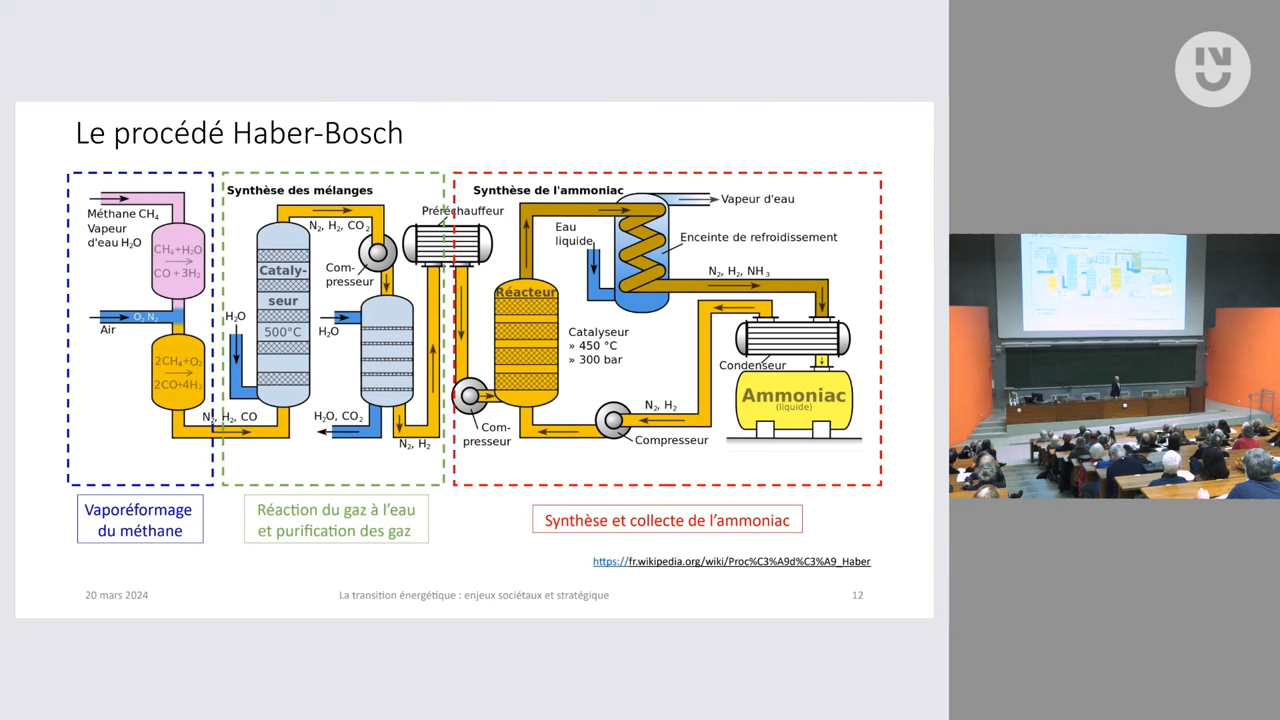 Le procédé Haber-Bosch
Synthèse des mélanges
Synthèse de l'ammoniac
Méthane CH4
Vapeur
d'eau H2O
CH4+H2O
CO+3H2
Air
O2 N2
2CH4+O2
2CO+4H2
N2, H2, CO
H2O
Cataly-
seur
500°C
N2, H2, CO2
Com-
presseur
H2O
H2O, CO2
N2, H2
Préréchauffeur
Com-
presseur
Réacteur
Catalyseur
» 450 °C
» 300 bar
Eau
liquide
Vapeur d'eau
Enceinte de refroidissement
N2, H2, NH3
N2, H2
Compresseur
Condenseur
Ammoniac
(liquide)
Vaporéformage
du méthane
Réaction du gaz à l'eau
et purification des gaz
Synthèse et collecte de l'ammoniac
https://fr.wikipedia.org/wiki/Proc%C3%A9d%C3%A9_Haber
20 mars 2024
La transition énergétique : enjeux sociétaux et stratégique
12